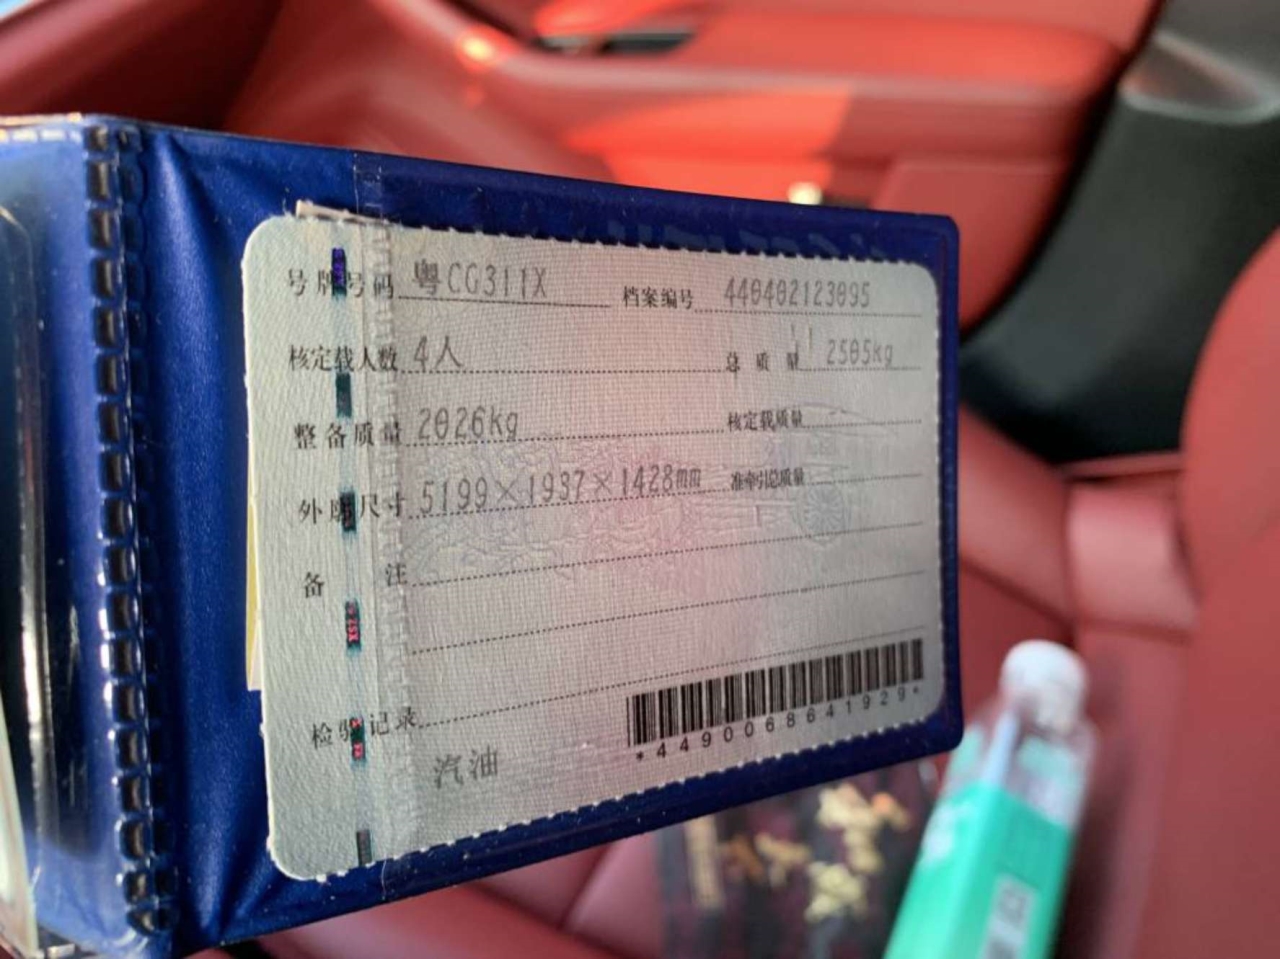 号牌号码 粤CG311X 档案编号 440402123095
核定载人数 4人 总质量 2505kg
整备质量 2026kg 核定载质量
外廓尺寸 5199×1937×1428mm 准牵引总质量
备注
检验记录
汽油
*4490068641929*